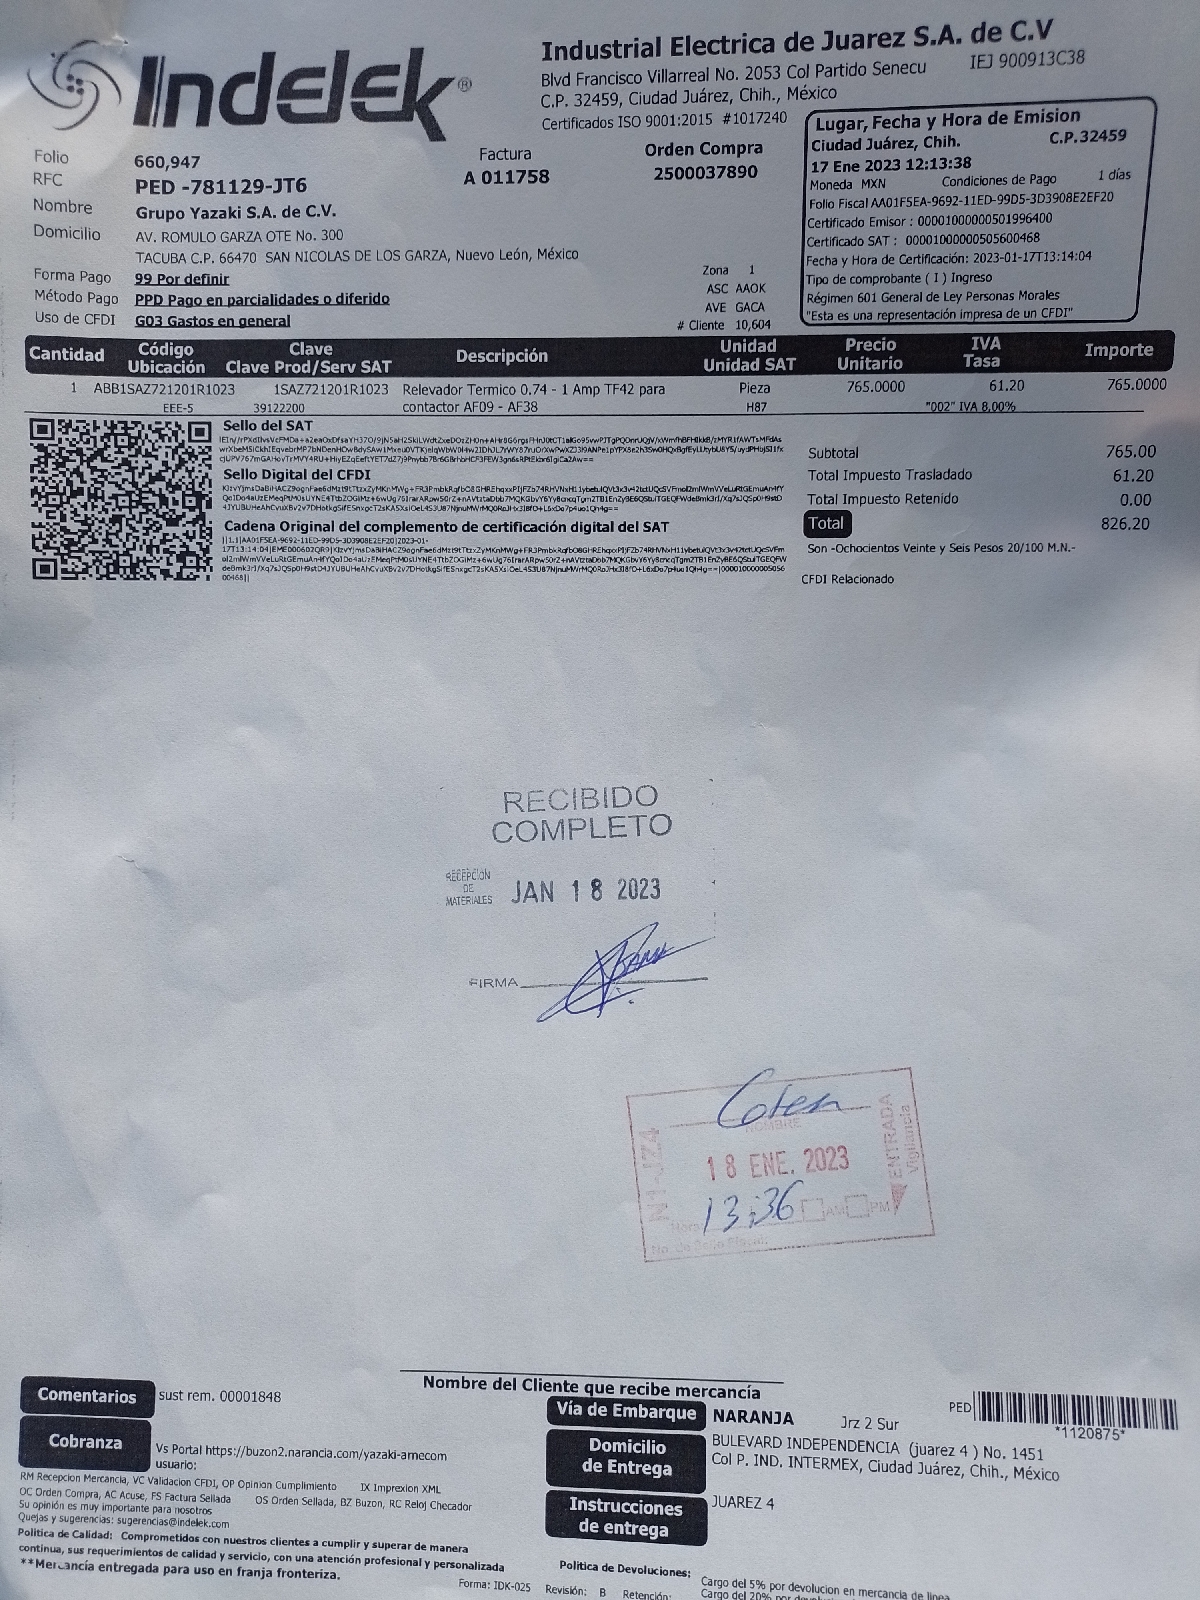 Indelek®
Industrial Electrica de Juarez S.A. de C.V
Blvd Francisco Villarreal No. 2053 Col Partido Senecu IEJ 900913C38
C.P. 32459, Ciudad Juárez, Chih., México
Certificados ISO 9001:2015 #1017240
Lugar, Fecha y Hora de Emision
Ciudad Juárez, Chih. C.P.32459
17 Ene 2023 12:13:38
Moneda MXN Condiciones de Pago 1 días
Folio Fiscal AA01F5EA-9692-11ED-99D5-3D3908E2EF20
Certificado Emisor : 00001000000501996400
Certificado SAT : 00001000000505600468
Fecha y Hora de Certificación: 2023-01-17T13:14:04
Tipo de comprobante ( I ) Ingreso
Régimen 601 General de Ley Personas Morales
"Esta es una representación impresa de un CFDI"
Folio 660,947
Factura
A 011758
Orden Compra
2500037890
RFC PED -781129-JT6
Nombre Grupo Yazaki S.A. de C.V.
Domicilio AV. ROMULO GARZA OTE No. 300
TACUBA C.P. 66470 SAN NICOLAS DE LOS GARZA, Nuevo León, México
Forma Pago 99 Por definir
Método Pago PPD Pago en parcialidades o diferido
Uso de CFDI G03 Gastos en general
Zona 1
ASC AAOK
AVE GACA
# Cliente 10,604
Cantidad Código Ubicación Clave Clave Prod/Serv SAT Descripción Unidad Unidad SAT Precio Unitario IVA Tasa Importe
1 ABB1SAZ721201R1023 1SAZ721201R1023 Relevador Termico 0.74 - 1 Amp TF42 para Pieza 765.0000 61.20 765.0000
EEE-5 39122200 contactor AF09 - AF38 H87 "002" IVA 8.00%
Sello del SAT
Sello Digital del CFDI
Cadena Original del complemento de certificación digital del SAT
Subtotal 765.00
Total Impuesto Trasladado 61.20
Total Impuesto Retenido 0.00
Total 826.20
Son -Ochocientos Veinte y Seis Pesos 20/100 M.N.-
CFDI Relacionado
RECIBIDO
COMPLETO
RECEPCION
DE
MATERIALES
JAN 18 2023
FIRMA
NOMBRE
N1-JZ4
18 ENE. 2023
ENTRADA
Vigilancia
Hora 13:36 AM PM
Nombre del Cliente que recibe mercancía
Comentarios sust rem. 00001848
Cobranza
Vs Portal https://buzon2.narancia.com/yazaki-amecom
usuario:
RM Recepcion Mercancia, VC Validacion CFDI, OP Opinion Cumplimiento IX Imprexion XML
OC Orden Compra, AC Acuse, FS Factura Sellada OS Orden Sellada, BZ Buzon, RC Reloj Checador
Su opinión es muy importante para nosotros
Quejas y sugerencias: sugerencias@indelek.com
Politica de Calidad: Comprometidos con nuestros clientes a cumplir y superar de manera
continua, sus requerimientos de calidad y servicio, con una atención profesional y personalizada
**Mercancía entregada para uso en franja fronteriza.
Vía de Embarque NARANJA Jrz 2 Sur
PED
*1120875*
Domicilio
de Entrega
BULEVARD INDEPENDENCIA (juarez 4 ) No. 1451
Col P. IND. INTERMEX, Ciudad Juárez, Chih., México
Instrucciones
de entrega
JUAREZ 4
Forma: IDK-025 Revisión: B Retención:
Politica de Devoluciones:
Cargo del 5% por devolucion en mercancia de linea
Cargo del 20% por